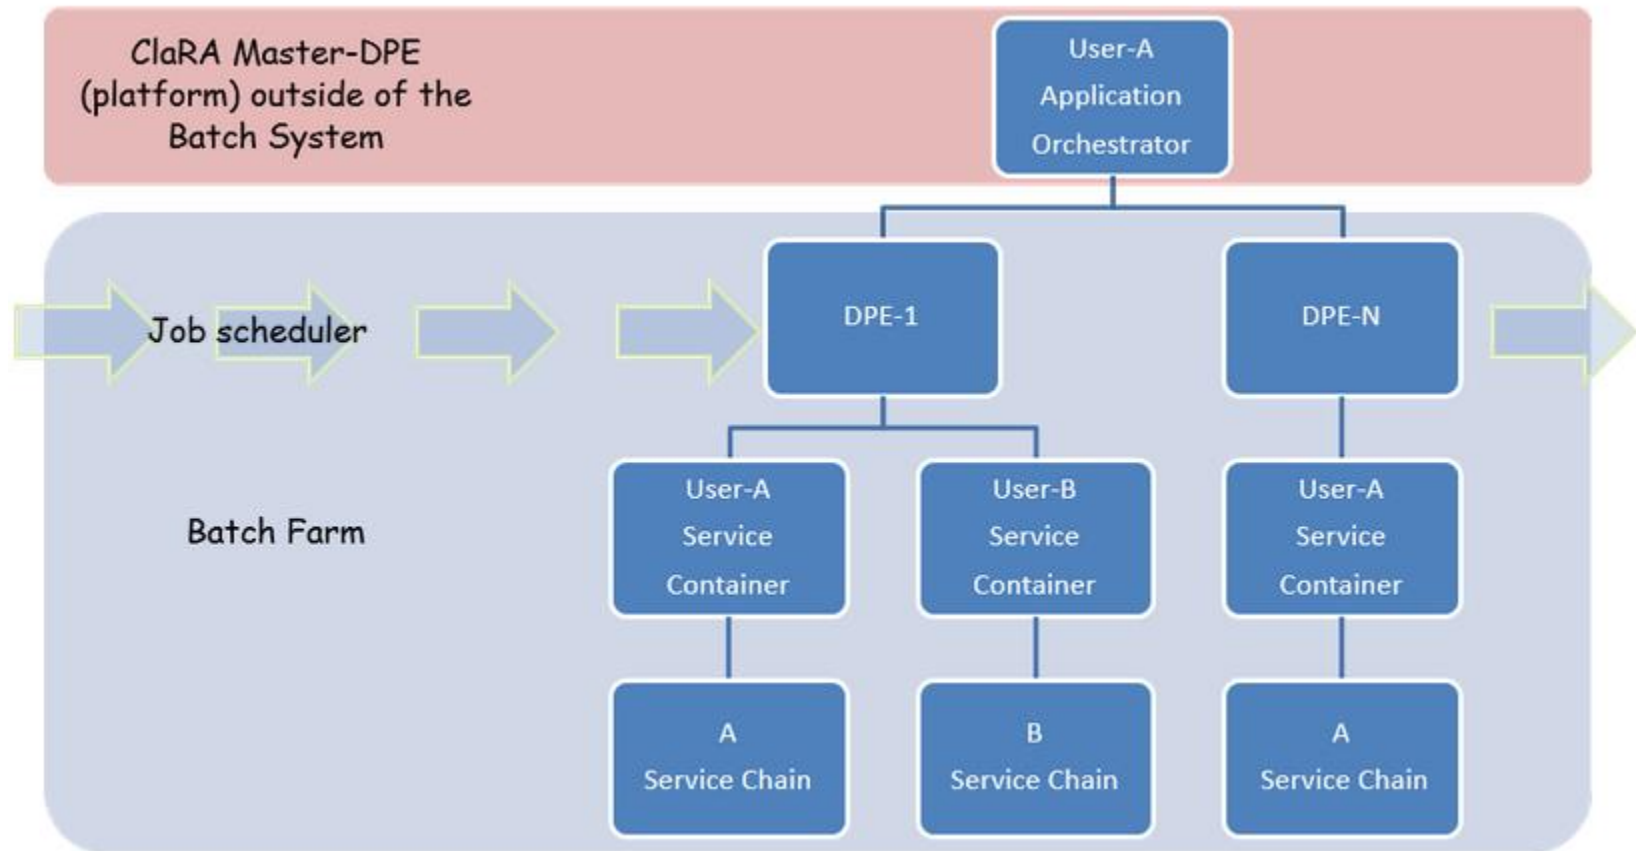 ClaRA Master-DPE
(platform) outside of the
Batch System
User-A
Application
Orchestrator
Job scheduler
DPE-1
DPE-N
Batch Farm
User-A
Service
Container
User-B
Service
Container
User-A
Service
Container
A
Service Chain
B
Service Chain
A
Service Chain